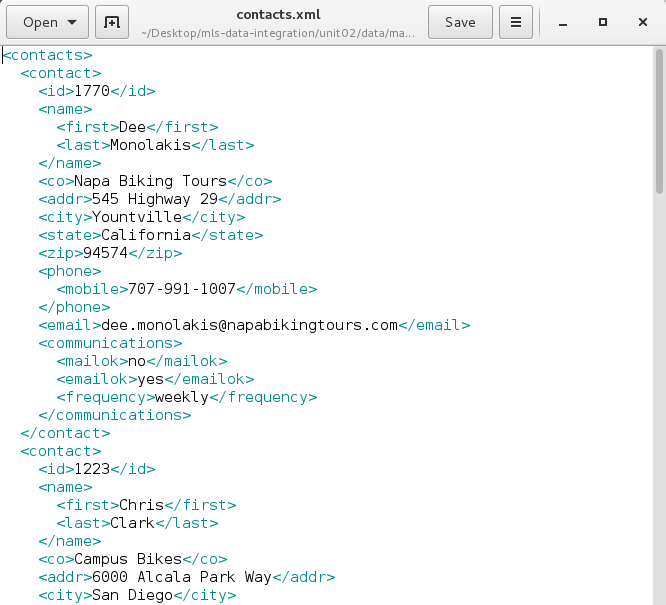 Open
contacts.xml
~/Desktop/mls-data-integration/unit02/data/ma...
Save
<contacts>
  <contact>
    <id>1770</id>
    <name>
      <first>Dee</first>
      <last>Monolakis</last>
    </name>
    <co>Napa Biking Tours</co>
    <addr>545 Highway 29</addr>
    <city>Yountville</city>
    <state>California</state>
    <zip>94574</zip>
    <phone>
      <mobile>707-991-1007</mobile>
    </phone>
    <email>dee.monolakis@napabikingtours.com</email>
    <communications>
      <mailok>no</mailok>
      <emailok>yes</emailok>
      <frequency>weekly</frequency>
    </communications>
  </contact>
  <contact>
    <id>1223</id>
    <name>
      <first>Chris</first>
      <last>Clark</last>
    </name>
    <co>Campus Bikes</co>
    <addr>6000 Alcala Park Way</addr>
    <city>San Diego</city>